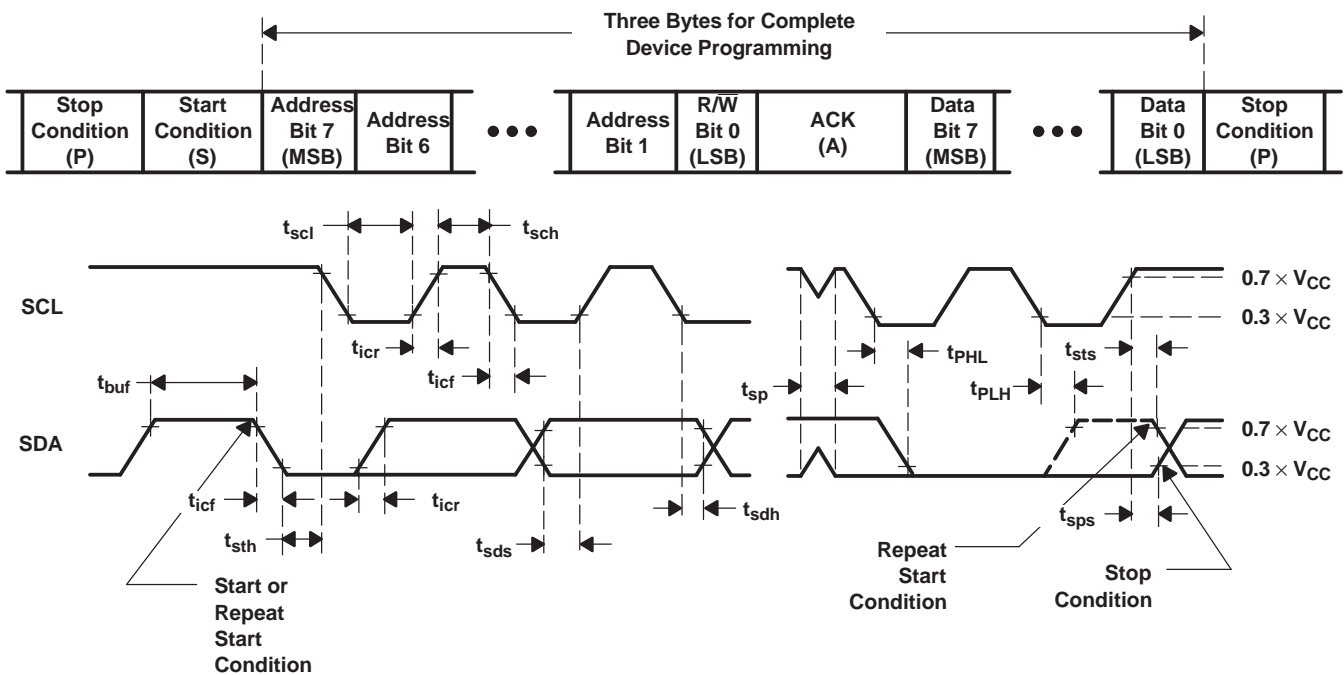 Three Bytes for Complete
Device Programming
Stop
Condition
(P)
Start
Condition
(S)
Address
Bit 7
(MSB)
Address
Bit 6
•••
Address
Bit 1
R/W̅
Bit 0
(LSB)
ACK
(A)
Data
Bit 7
(MSB)
•••
Data
Bit 0
(LSB)
Stop
Condition
(P)
tscl
tsch
SCL
0.7 × VCC
0.3 × VCC
ticr
ticf
tPHL
tPLH
tsts
tbuf
tsp
SDA
0.7 × VCC
0.3 × VCC
ticf
ticr
tsth
tsds
tsdh
tsps
Start or
Repeat
Start
Condition
Repeat
Start
Condition
Stop
Condition